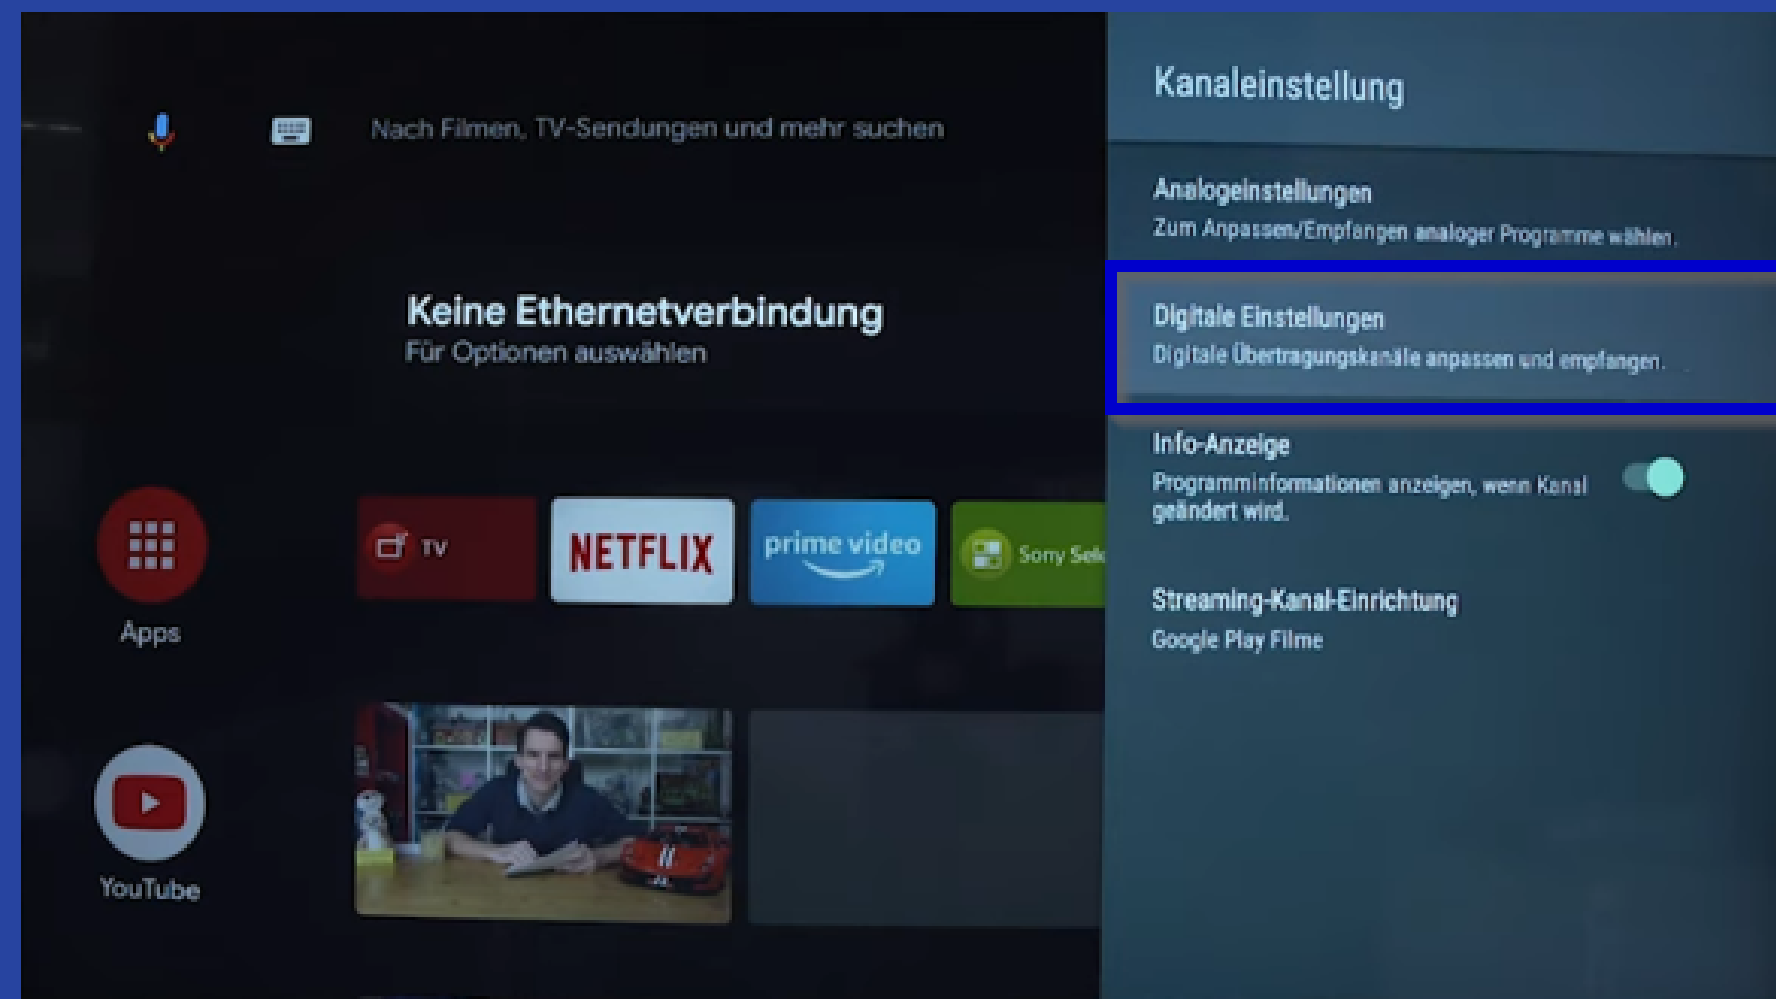 Nach Filmen, TV-Sendungen und mehr suchen
Keine Ethernetverbindung
Für Optionen auswählen
TV
NETFLIX
prime video
Sony
Apps
YouTube
Kanaleinstellung
Analogeinstellungen
Zum Anpassen/Empfangen analoger Programme wählen.
Digitale Einstellungen
Digitale Übertragungskanäle anpassen und empfangen.
Info-Anzeige
Programminformationen anzeigen, wenn Kanal
geändert wird.
Streaming-Kanal-Einrichtung
Google Play Filme